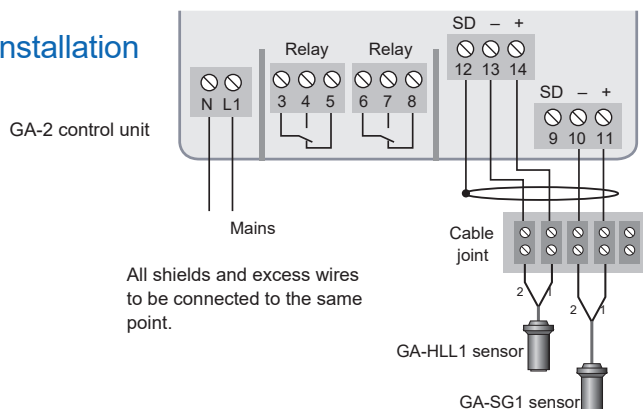 nstallation
SD – +
12 13 14
Relay Relay
N L1
3 4 5
6 7 8
SD – +
9 10 11
GA-2 control unit
Mains
Cable
joint
All shields and excess wires
to be connected to the same
point.
2 1
2 1
GA-HLL1 sensor
GA-SG1 sensor